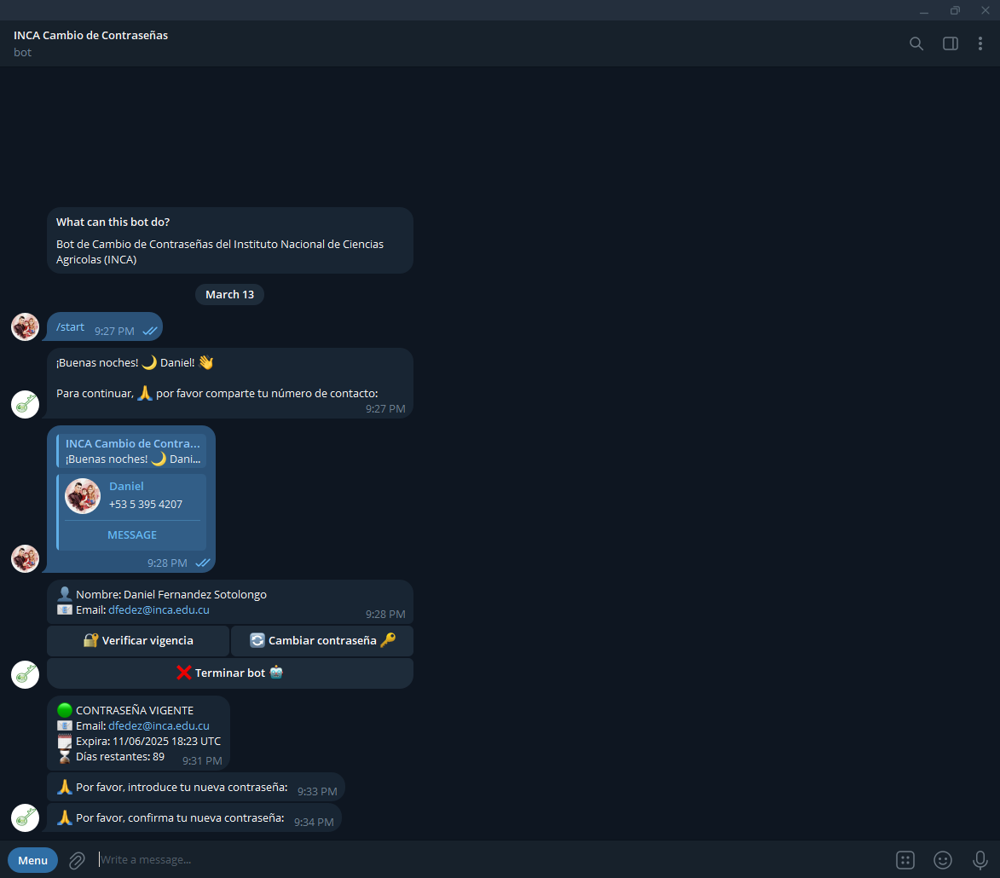 INCA Cambio de Contraseñas
bot
What can this bot do?
Bot de Cambio de Contraseñas del Instituto Nacional de Ciencias
Agricolas (INCA)
March 13
/start 9:27 PM
¡Buenas noches! 🌙 Daniel! 👋
Para continuar, 🙏 por favor comparte tu número de contacto:
9:27 PM
INCA Cambio de Contra...
¡Buenas noches! 🌙 Dani...
Daniel
+53 5 395 4207
MESSAGE
9:28 PM
👤 Nombre: Daniel Fernandez Sotolongo
📧 Email: dfedez@inca.edu.cu
9:28 PM
🔐 Verificar vigencia
🔄 Cambiar contraseña 🔑
❌ Terminar bot 🤖
🟢 CONTRASEÑA VIGENTE
📧 Email: dfedez@inca.edu.cu
🗓 Expira: 11/06/2025 18:23 UTC
⏳ Días restantes: 89 9:31 PM
🙏 Por favor, introduce tu nueva contraseña: 9:33 PM
🙏 Por favor, confirma tu nueva contraseña: 9:34 PM
Menu
Write a message...